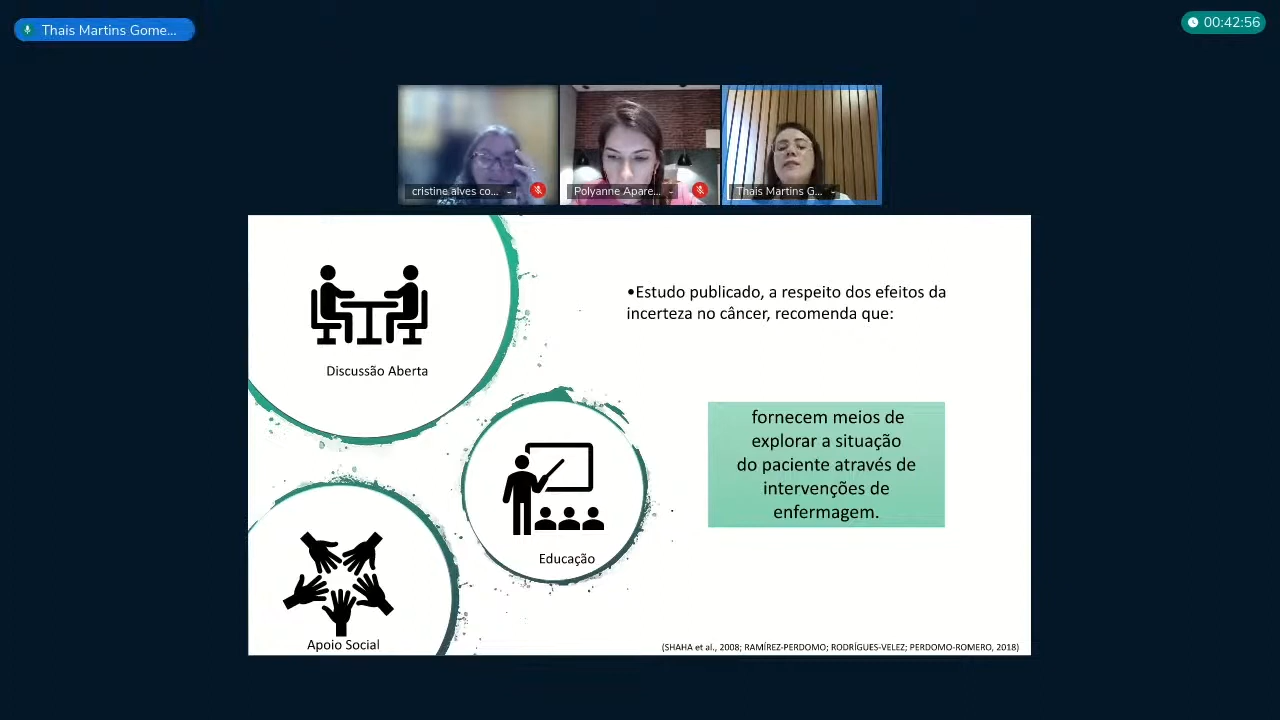 Thais Martins Gome...
00:42:56
cristine alves co...
Polyanne Apare...
Thais Martins G...
•Estudo publicado, a respeito dos efeitos da
incerteza no câncer, recomenda que:
Discussão Aberta
fornecem meios de
explorar a situação
do paciente através de
intervenções de
enfermagem.
Educação
Apoio Social
(SHAHA et al., 2008; RAMÍREZ-PERDOMO; RODRÍGUES-VELEZ; PERDOMO-ROMERO, 2018)